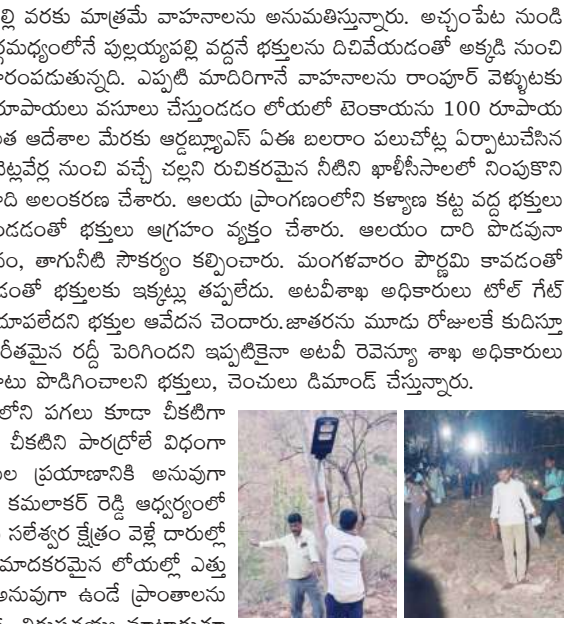 ల్లి వరకు మాత్రమే వాహనాలను అనుమతిస్తున్నారు. అచ్చంపేట నుండి
ర్గమధ్యంలోనే పుల్లయ్యపల్లి వద్దనే భక్తులను దిచివేయడంతో అక్కడి నుంచి
ారంపడుతున్నది. ఎప్పటి మాదిరిగానే వాహనాలను రాంపూర్ వెళ్ళుటకు
రూపాయలు వసూలు చేస్తుండడం లోయలో టెంకాయను 100 రూపాయ
త ఆదేశాల మేరకు ఆర్డబ్ల్యూఎస్ ఏఈ బలరాం పలుచోట్ల ఏర్పాటుచేసిన
చెట్లవేర్ల నుంచి వచ్చే చల్లని రుచికరమైన నీటిని ఖాళీసీసాలలో నింపుకొని
ది అలంకరణ చేశారు. ఆలయ ప్రాంగణంలోని కళ్యాణ కట్ట వద్ద భక్తులు
ండడంతో భక్తులు ఆగ్రహం వ్యక్తం చేశారు. ఆలయం దారి పొడవునా
నం, తాగునీటి సౌకర్యం కల్పించారు. మంగళవారం పౌర్ణమి కావడంతో
డంతో భక్తులకు ఇక్కట్లు తప్పలేదు. అటవీశాఖ అధికారులు టోల్ గేట్
చూపలేదని భక్తుల ఆవేదన చెందారు.జాతరను మూడు రోజులకే కుదిస్తూ
రీతమైన రద్దీ పెరిగిందని ఇప్పటికైనా అటవీ రెవెన్యూ శాఖ అధికారులు
టు పొడిగించాలని భక్తులు, చెంచులు డిమాండ్ చేస్తున్నారు.
లోని పగలు కూడా చీకటిగా
చీకటిని పారద్రోలే విధంగా
ల ప్రయాణానికి అనువుగా
కమలాకర్ రెడ్డి ఆధ్వర్యంలో
సలేశ్వర క్షేత్రం వెళ్లే దారుల్లో
మాదకరమైన లోయల్లో ఎత్తు
అనువుగా ఉండే ప్రాంతాలను